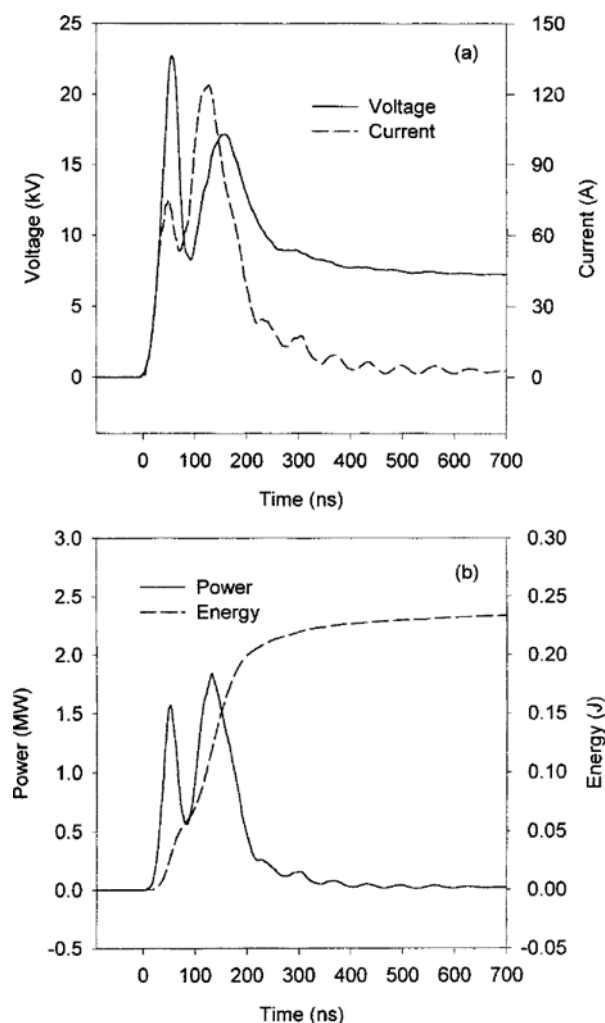 25
20
15
10
5
0
Voltage (kV)
(a)
Voltage
Current
150
120
90
60
30
0
Current (A)
0 100 200 300 400 500 600 700
Time (ns)
3.0
2.5
2.0
1.5
1.0
0.5
0.0
-0.5
Power (MW)
(b)
Power
Energy
0.30
0.25
0.20
0.15
0.10
0.05
0.00
-0.05
Energy (J)
0 100 200 300 400 500 600 700
Time (ns)